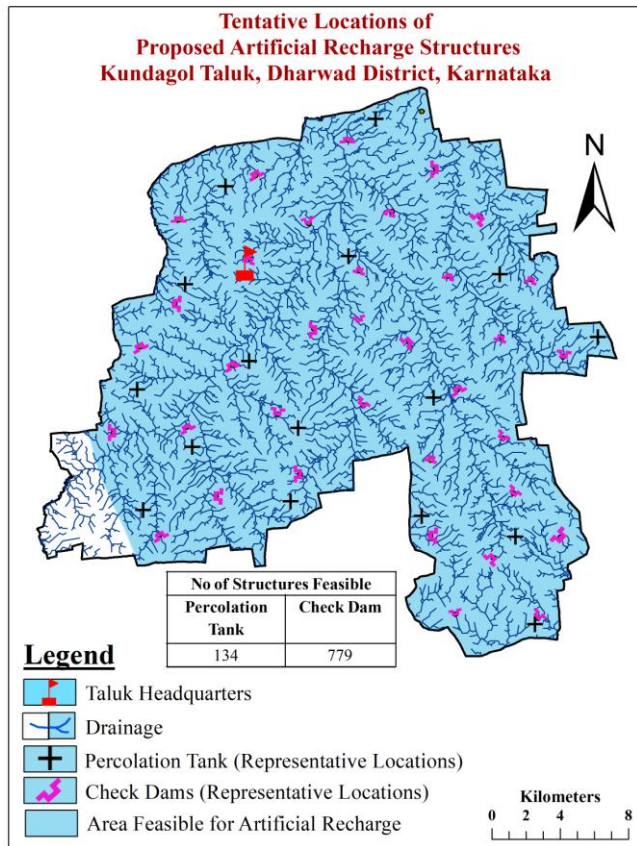 Tentative Locations of
Proposed Artificial Recharge Structures
Kundagol Taluk, Dharwad District, Karnataka
N
No of Structures Feasible
Percolation Tank
Check Dam
134
779
Legend
Taluk Headquarters
Drainage
Percolation Tank (Representative Locations)
Check Dams (Representative Locations)
Area Feasible for Artificial Recharge
Kilometers
0 2 4 8